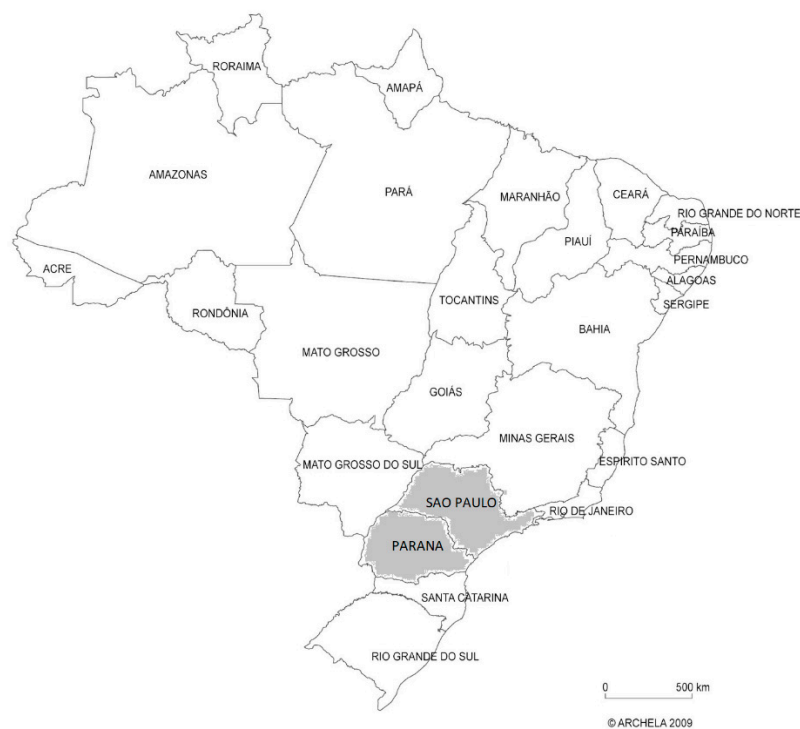 RORAIMA
AMAPÁ
AMAZONAS
PARÁ
MARANHÃO
CEARÁ
RIO GRANDE DO NORTE
PARAÍBA
PIAUÍ
PERNAMBUCO
ACRE
ALAGOAS
TOCANTINS
SERGIPE
RONDÔNIA
BAHIA
MATO GROSSO
GOIÁS
MINAS GERAIS
ESPIRITO SANTO
MATO GROSSO DO SUL
SAO PAULO
RIO DE JANEIRO
PARANA
SANTA CATARINA
RIO GRANDE DO SUL
0 500 km
© ARCHELA 2009